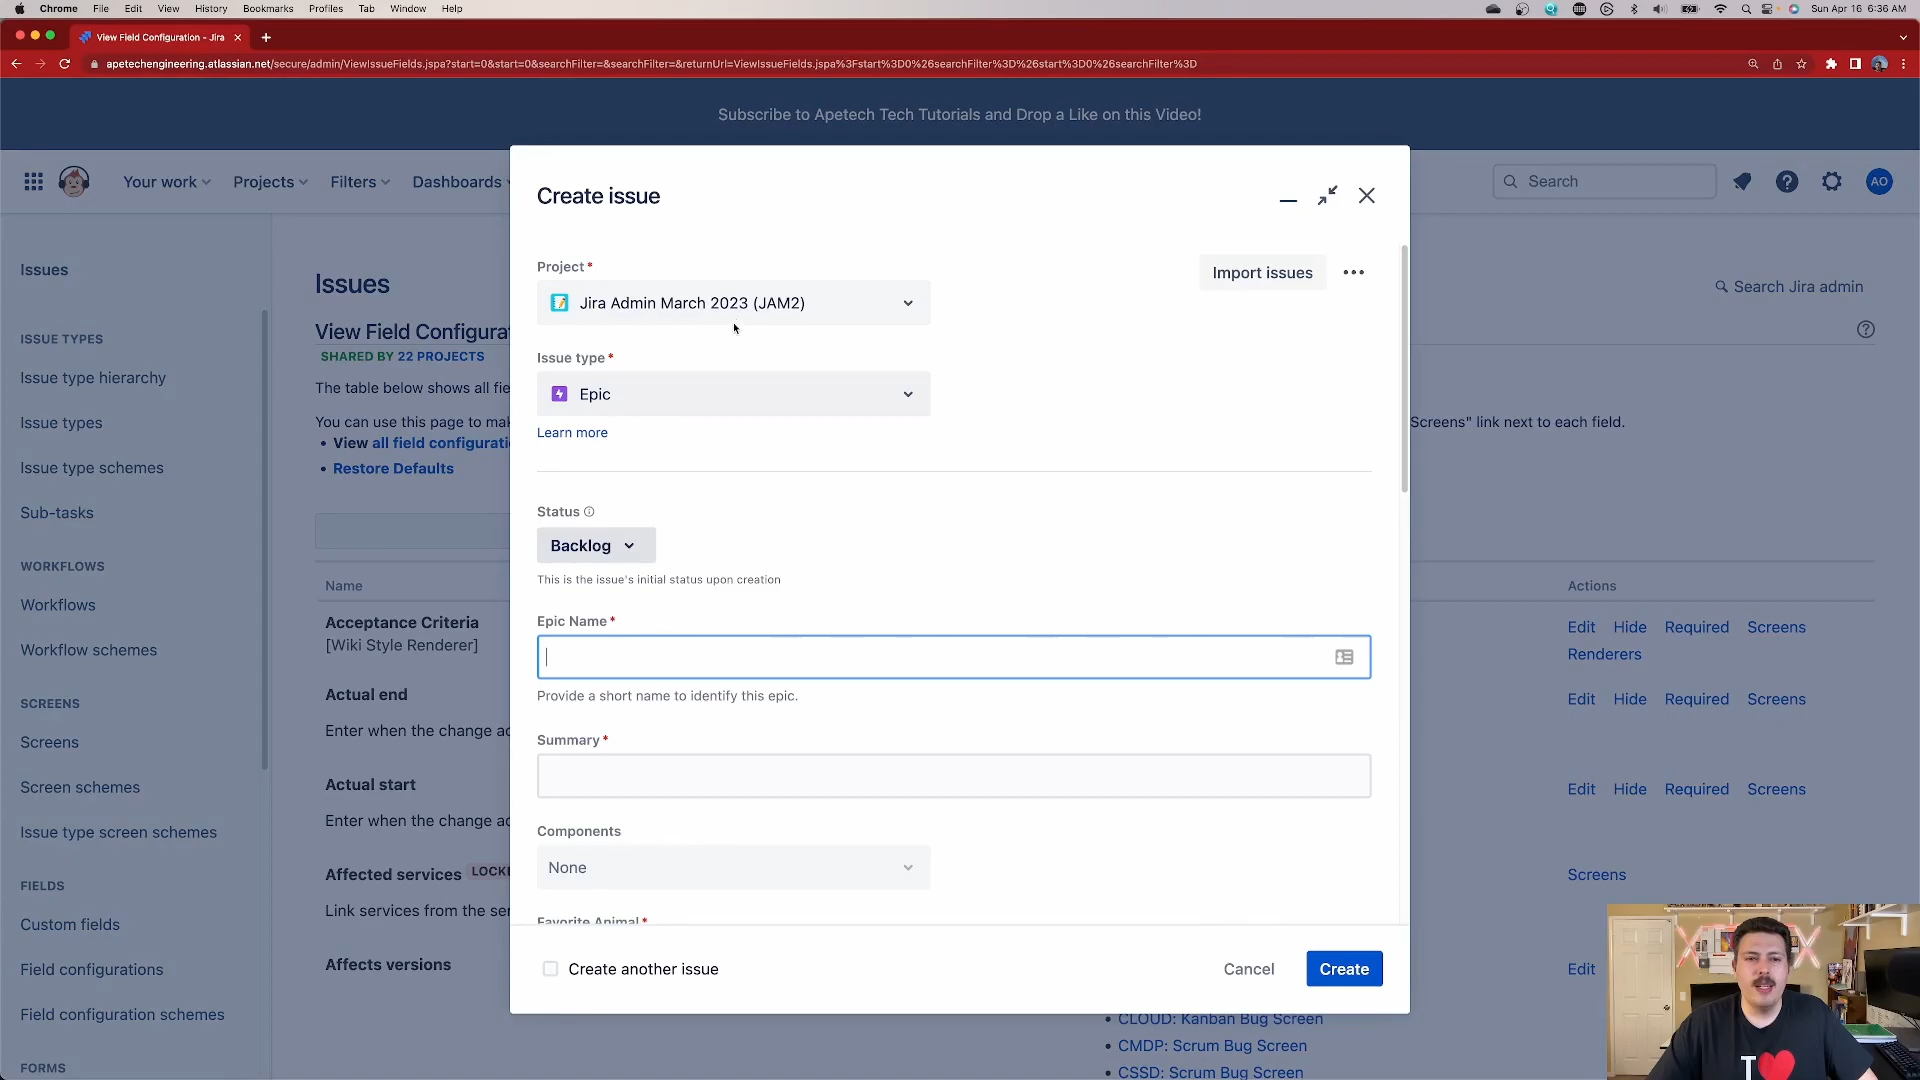 Chrome File Edit View History Bookmarks Profiles Tab Window Help Sun Apr 16 6:36 AM
View Field Configuration - Jira
apetechengineering.atlassian.net/secure/admin/ViewIssueFields.jspa?start=0&start=0&searchFilter=&searchFilter=&returnUrl=ViewIssueFields.jspa%3Fstart%3D0%26searchFilter%3D%26start%3D0%26searchFilter%3D
Subscribe to Apetech Tech Tutorials and Drop a Like on this Video!
Your work Projects Filters Dashboards Search AO
Issues
ISSUE TYPES
Issue type hierarchy
Issue types
Issue type schemes
Sub-tasks
WORKFLOWS
Workflows
Workflow schemes
SCREENS
Screens
Screen schemes
Issue type screen schemes
FIELDS
Custom fields
Field configurations
Field configuration schemes
FORMS
Issues
Search Jira admin
View Field
SHARED BY 22 PROJECTS
The table below shows all
You can use this page to
Screens" link next to each field.
• View all field
• Restore Defaults
Name
Actions
Acceptance Criteria
[Wiki Style Renderer]
Edit Hide Required Screens
Renderers
Actual end
Edit Hide Required Screens
Enter when the change
Actual start
Edit Hide Required Screens
Enter when the change
Affected services
Screens
Link services from the
Affects versions
Edit
• CLOUD: Kanban Bug Screen
• CMDP: Scrum Bug Screen
• CSSD: Scrum Bug Screen
Create issue
Project *
Import issues
Jira Admin March 2023 (JAM2)
Issue type *
Epic
Learn more
Status
Backlog
This is the issue's initial status upon creation
Epic Name *
Provide a short name to identify this epic.
Summary *
Components
None
Favorite Animal *
Create another issue
Cancel
Create
I